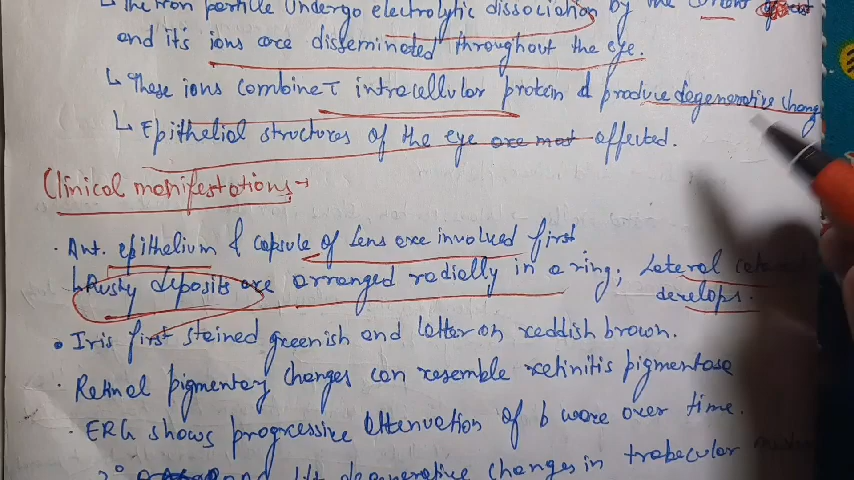 ↳ The iron particle undergo electrolytic dissociation by the
and it's ions are disseminated throughout the eye.
↳ These ions combine c̄ intracellular protein & produce degenerative chang
↳ Epithelial structures of the eye are most affected.
Clinical manifestations →
· Ant. epithelium & capsule of Lens are involved first
↳ Rusty deposits are arranged radially in a ring; Lateral
develops.
• Iris first stained greenish and latter on reddish brown.
· Retinal pigmentary changes can resemble retinitis pigmentosa
· ERG shows progressive attenuation of b wave over time.
2° degenerative changes in trabecular